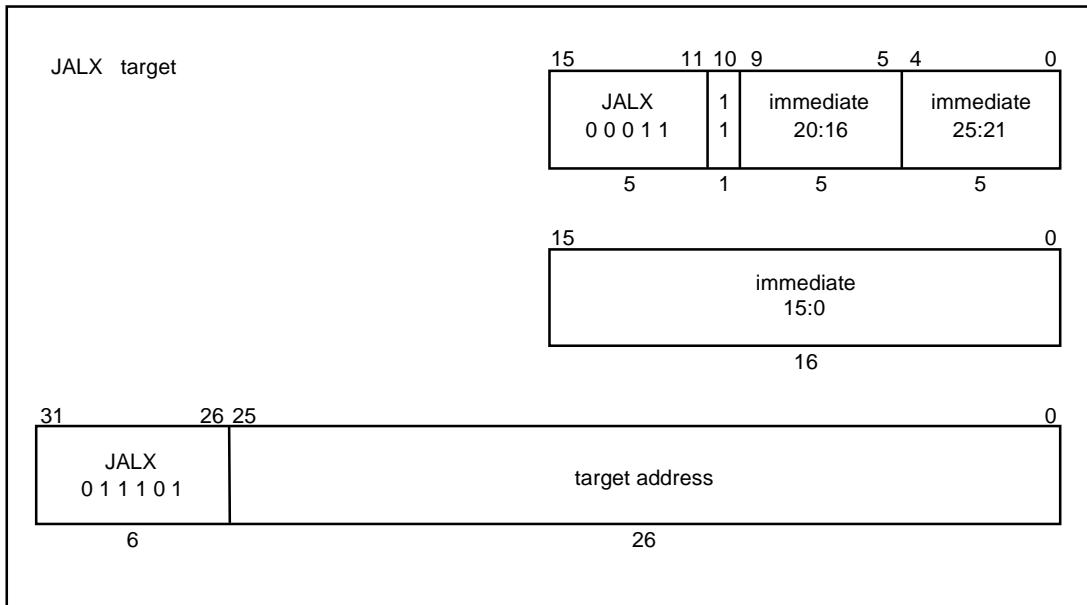 JALX target
15 11 10 9 5 4 0
JALX 1 immediate immediate
0 0 0 1 1 1 20:16 25:21
5 1 5 5
15 0
immediate
15:0
16
31 26 25 0
JALX
0 1 1 1 0 1
target address
6 26